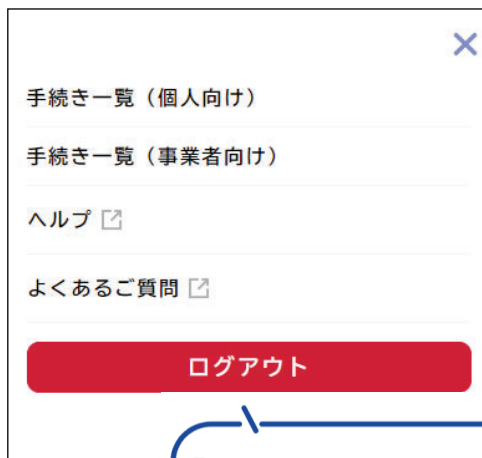 手続き一覧（個人向け）
手続き一覧（事業者向け）
ヘルプ
よくあるご質問
ログアウト